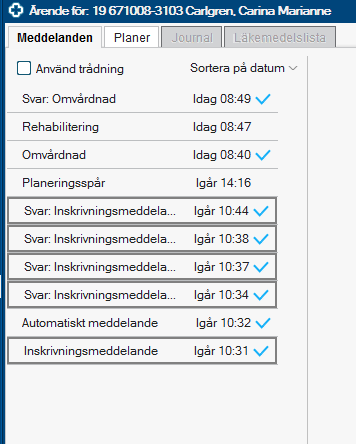 Ärende för: 19 671008-3103 Carlgren, Carina Marianne
Meddelanden Planer Journal Läkemedelslista
Använd trådning Sortera på datum
Svar: Omvårdnad Idag 08:49
Rehabilitering Idag 08:47
Omvårdnad Idag 08:40
Planeringsspår Igår 14:16
Svar: Inskrivningsmeddela... Igår 10:44
Svar: Inskrivningsmeddela... Igår 10:38
Svar: Inskrivningsmeddela... Igår 10:37
Svar: Inskrivningsmeddela... Igår 10:34
Automatiskt meddelande Igår 10:32
Inskrivningsmeddelande Igår 10:31